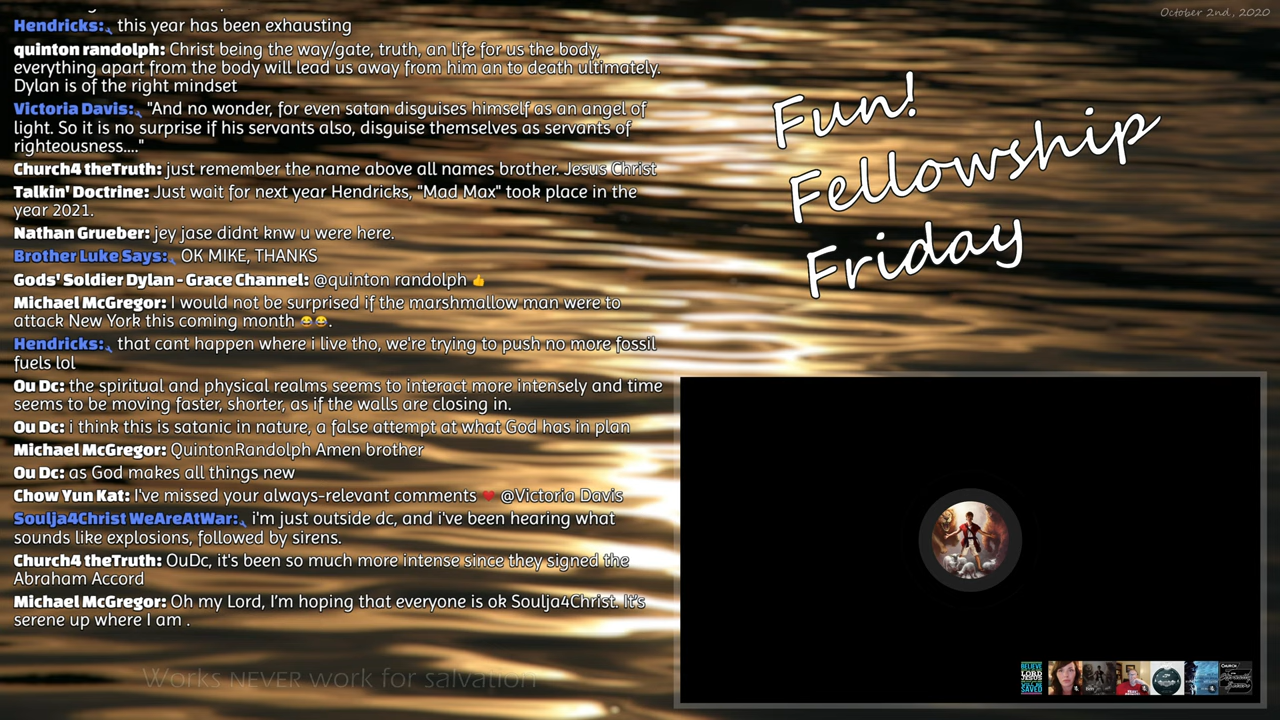 October 2nd, 2020
Hendricks: this year has been exhausting
quinton randolph: Christ being the way/gate, truth, an life for us the body,
everything apart from the body will lead us away from him an to death ultimately.
Dylan is of the right mindset
Victoria Davis: "And no wonder, for even satan disguises himself as an angel of
light. So it is no surprise if his servants also, disguise themselves as servants of
righteousness...."
Church4 theTruth: just remember the name above all names brother. Jesus Christ
Talkin' Doctrine: Just wait for next year Hendricks, "Mad Max" took place in the
year 2021.
Nathan Grueber: jey jase didnt knw u were here.
Brother Luke Says: OK MIKE, THANKS
Gods' Soldier Dylan - Grace Channel: @quinton randolph 👍
Michael McGregor: I would not be surprised if the marshmallow man were to
attack New York this coming month 😂😂.
Hendricks: that cant happen where i live tho, we're trying to push no more fossil
fuels lol
Ou Dc: the spiritual and physical realms seems to interact more intensely and time
seems to be moving faster, shorter, as if the walls are closing in.
Ou Dc: i think this is satanic in nature, a false attempt at what God has in plan
Michael McGregor: QuintonRandolph Amen brother
Ou Dc: as God makes all things new
Chow Yun Kat: I've missed your always-relevant comments ❤️ @Victoria Davis
Soulja4Christ WeAreAtWar: i'm just outside dc, and i've been hearing what
sounds like explosions, followed by sirens.
Church4 theTruth: OuDc, it's been so much more intense since they signed the
Abraham Accord
Michael McGregor: Oh my Lord, I'm hoping that everyone is ok Soulja4Christ. It's
serene up where I am .
Works NEVER work for salvation
Fun!
Fellowship
Friday
BELIEVE
LORD
JESUS
SAVED